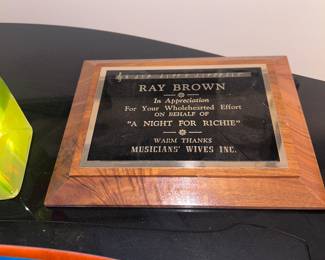 RAY BROWN
In Appreciation
For Your Wholehearted Effort
ON BEHALF OF
"A NIGHT FOR RICHIE"
WARM THANKS
MUSICIANS' WIVES INC.